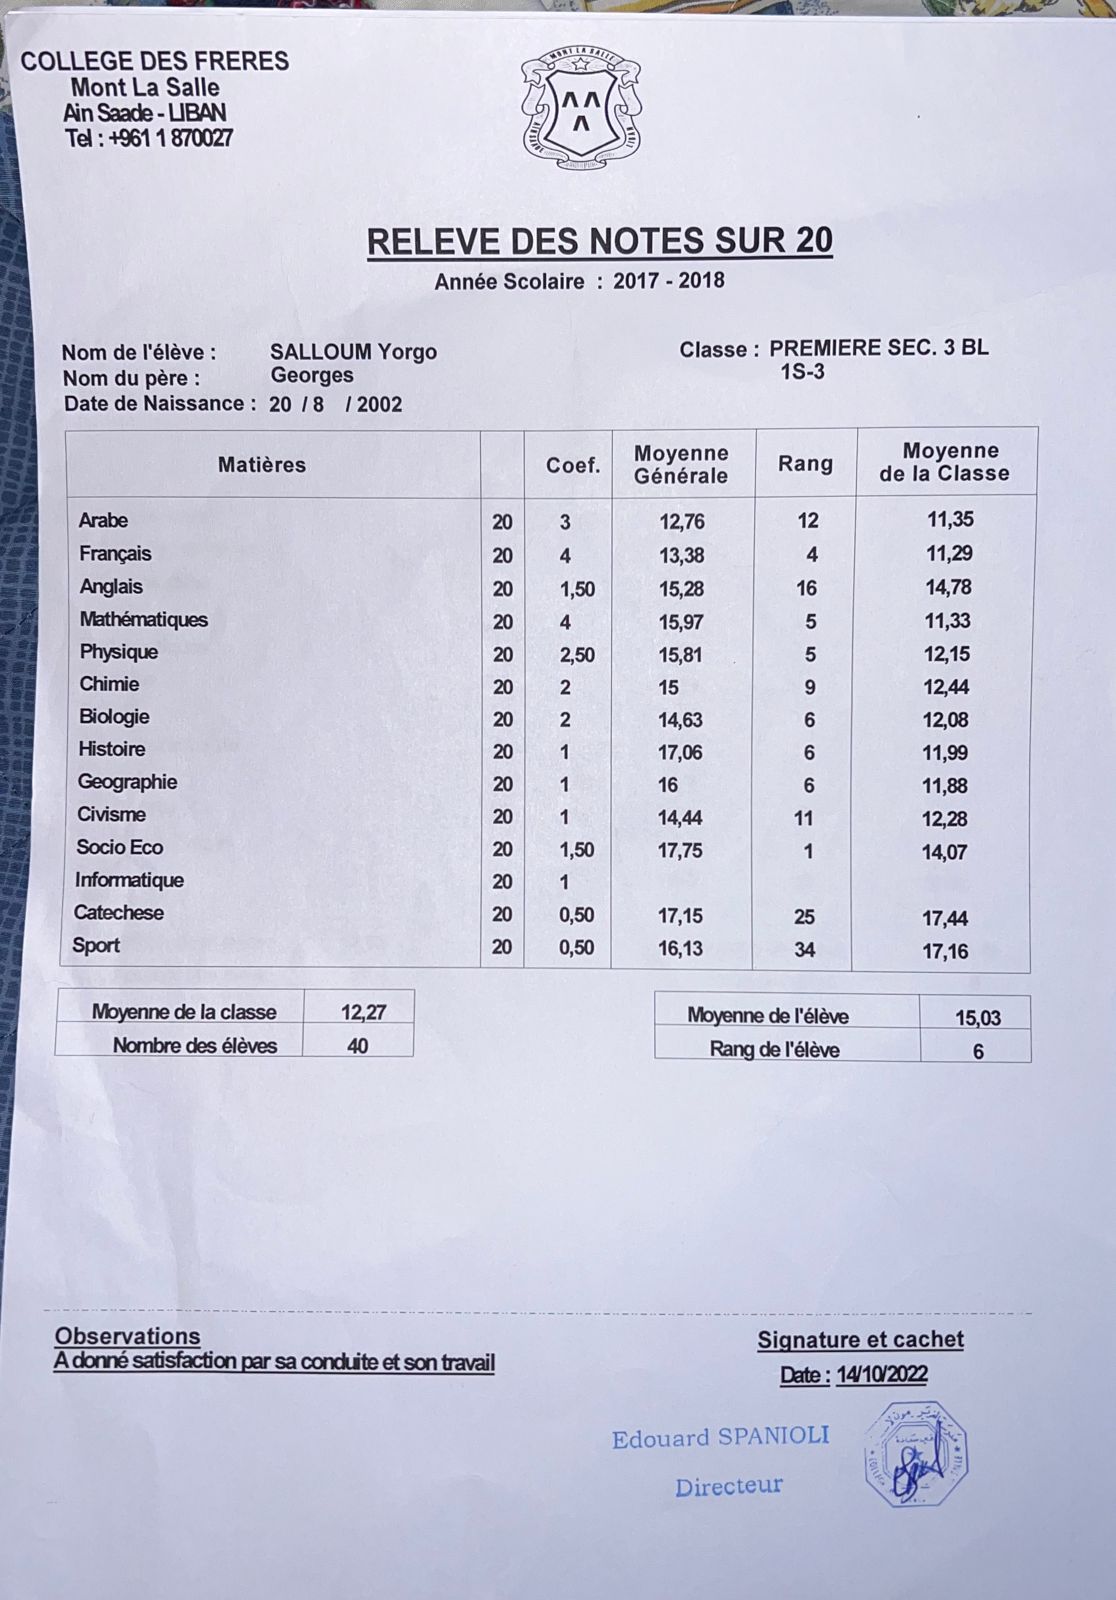 COLLEGE DES FRERES
Mont La Salle
Ain Saade - LIBAN
Tel : +961 1 870027
MONT LA SALLE
RELEVE DES NOTES SUR 20
Année Scolaire : 2017 - 2018
Nom de l'élève : SALLOUM Yorgo
Nom du père : Georges
Date de Naissance : 20 / 8 / 2002
Classe : PREMIERE SEC. 3 BL
1S-3
Matières Coef. Moyenne Générale Rang Moyenne de la Classe
Arabe 20 3 12,76 12 11,35
Français 20 4 13,38 4 11,29
Anglais 20 1,50 15,28 16 14,78
Mathématiques 20 4 15,97 5 11,33
Physique 20 2,50 15,81 5 12,15
Chimie 20 2 15 9 12,44
Biologie 20 2 14,63 6 12,08
Histoire 20 1 17,06 6 11,99
Geographie 20 1 16 6 11,88
Civisme 20 1 14,44 11 12,28
Socio Eco 20 1,50 17,75 1 14,07
Informatique 20 1
Catechese 20 0,50 17,15 25 17,44
Sport 20 0,50 16,13 34 17,16
Moyenne de la classe 12,27
Nombre des élèves 40
Moyenne de l'élève 15,03
Rang de l'élève 6
Observations
A donné satisfaction par sa conduite et son travail
Signature et cachet
Date : 14/10/2022
Edouard SPANIOLI
Directeur